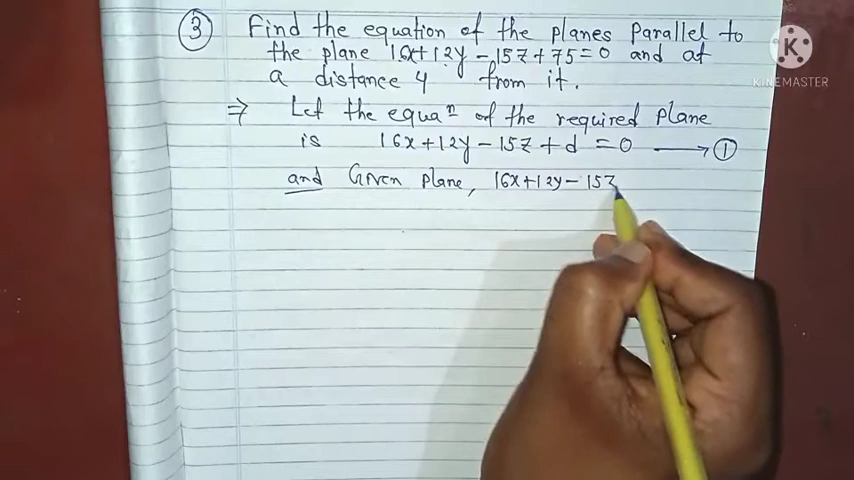 ③ Find the equation of the planes parallel to
the plane 16x+12y-15z+75=0 and at
a distance 4 from it.
⇒ Let the equaⁿ of the required plane
is 16x+12y-15z+d=0 ⟶ ①
and Given plane, 16x+12y-15z
K
KINEMASTER